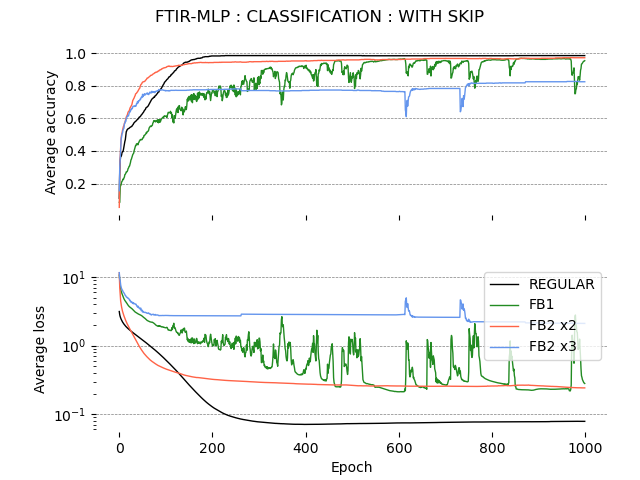 FTIR-MLP : CLASSIFICATION : WITH SKIP
Average accuracy
1.0
0.8
0.6
0.4
0.2
Average loss
10^1
10^0
10^−1
REGULAR
FB1
FB2 x2
FB2 x3
0 200 400 600 800 1000
Epoch